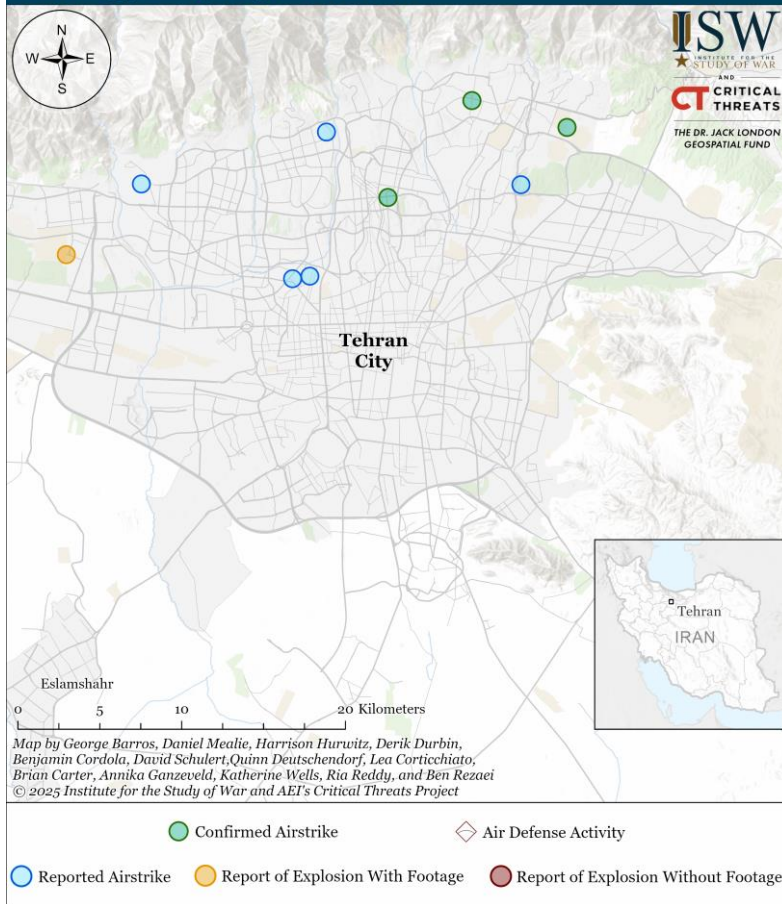 N
W E
S
ISW
INSTITUTE FOR THE
STUDY OF WAR
AND
CT CRITICAL
THREATS
THE DR. JACK LONDON
GEOSPATIAL FUND
Tehran
City
Tehran
IRAN
Eslamshahr
0 5 10 20 Kilometers
Map by George Barros, Daniel Mealie, Harrison Hurwitz, Derik Durbin,
Benjamin Cordola, David Schulert,Quinn Deutschendorf, Lea Corticchiato,
Brian Carter, Annika Ganzeveld, Katherine Wells, Ria Reddy, and Ben Rezaei
© 2025 Institute for the Study of War and AEI's Critical Threats Project
Confirmed Airstrike Air Defense Activity
Reported Airstrike Report of Explosion With Footage Report of Explosion Without Footage